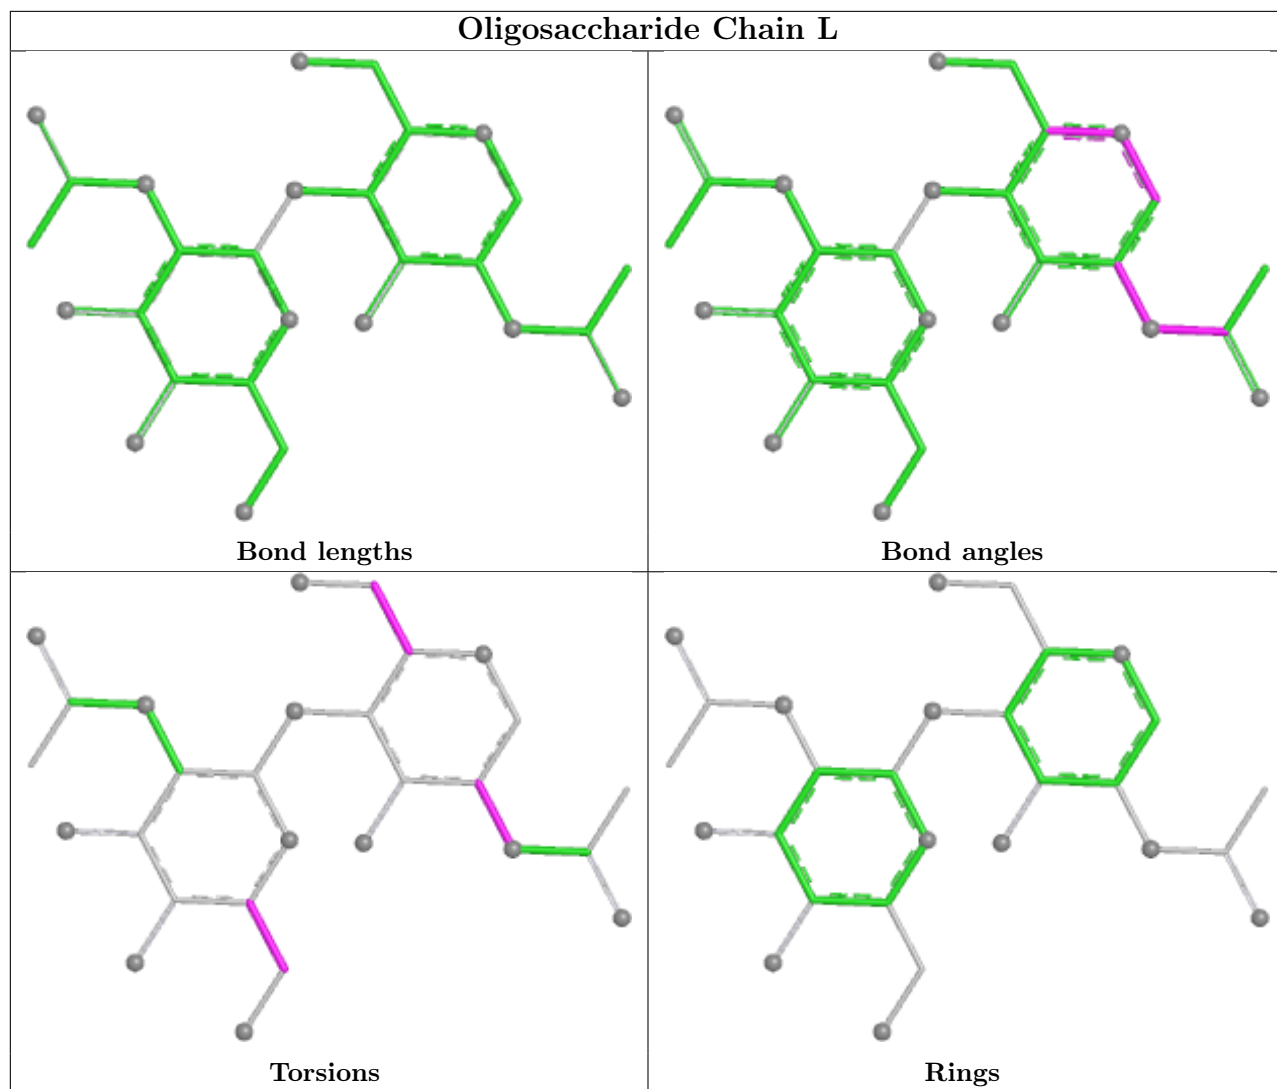 Oligosaccharide Chain L
Bond lengths
Bond angles
Torsions
Rings